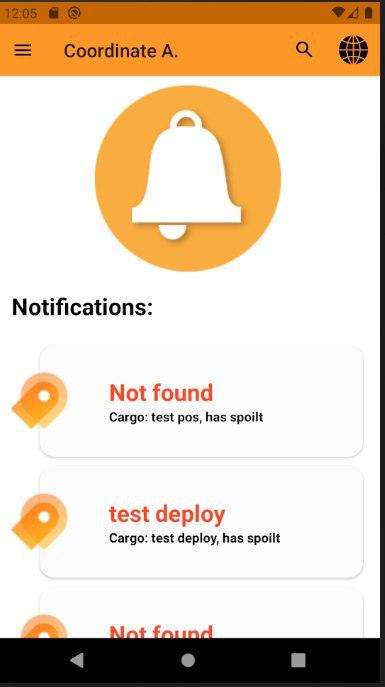 12:05
Coordinate A.
Notifications:
Not found
Cargo: test pos, has spoilt
test deploy
Cargo: test deploy, has spoilt
Not found